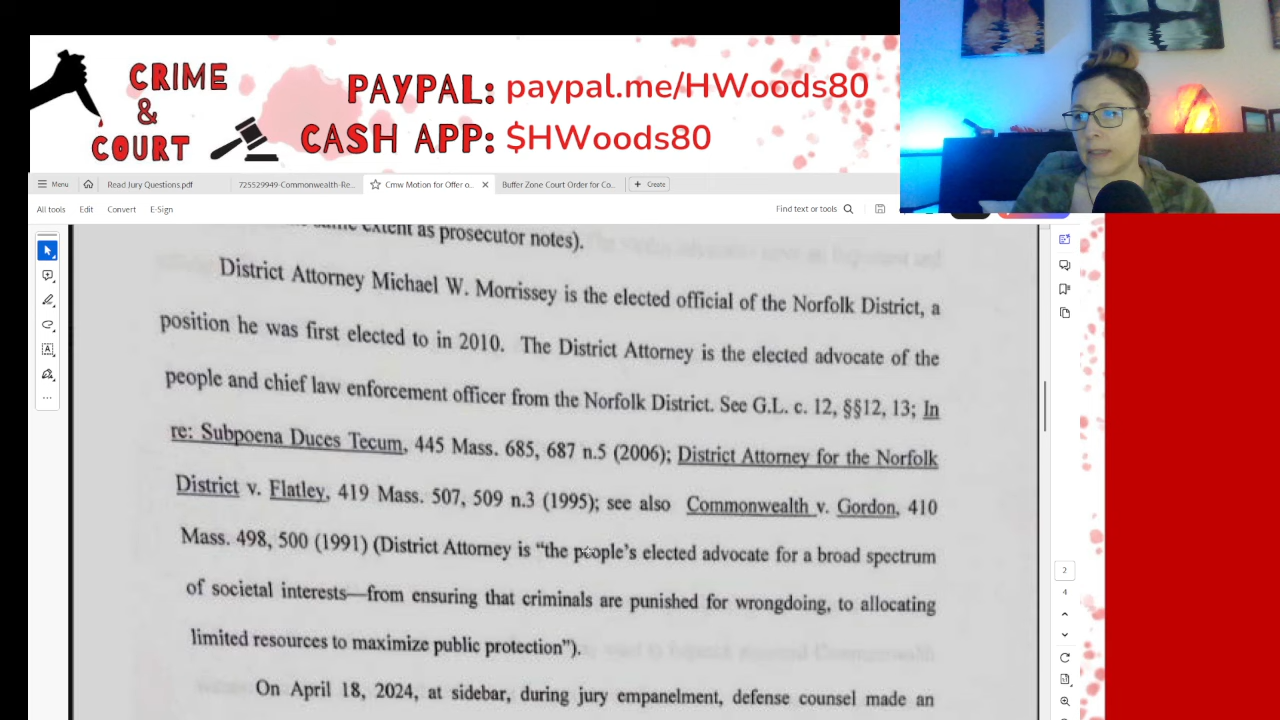 CRIME
&
COURT
PAYPAL: paypal.me/HWoods80
CASH APP: $HWoods80
Menu
Read Jury Questions.pdf
725529949-Commonwealth-Re...
Cmw Motion for Offer o...
Buffer Zone Court Order for Co...
Create
All tools Edit Convert E-Sign
Find text or tools
extent as prosecutor notes).
District Attorney Michael W. Morrissey is the elected official of the Norfolk District, a
position he was first elected to in 2010. The District Attorney is the elected advocate of the
people and chief law enforcement officer from the Norfolk District. See G.L. c. 12, §§12, 13; In
re: Subpoena Duces Tecum, 445 Mass. 685, 687 n.5 (2006); District Attorney for the Norfolk
District v. Flatley, 419 Mass. 507, 509 n.3 (1995); see also Commonwealth v. Gordon, 410
Mass. 498, 500 (1991) (District Attorney is “the people’s elected advocate for a broad spectrum
of societal interests—from ensuring that criminals are punished for wrongdoing, to allocating
limited resources to maximize public protection”).
On April 18, 2024, at sidebar, during jury empanelment, defense counsel made an
2
4